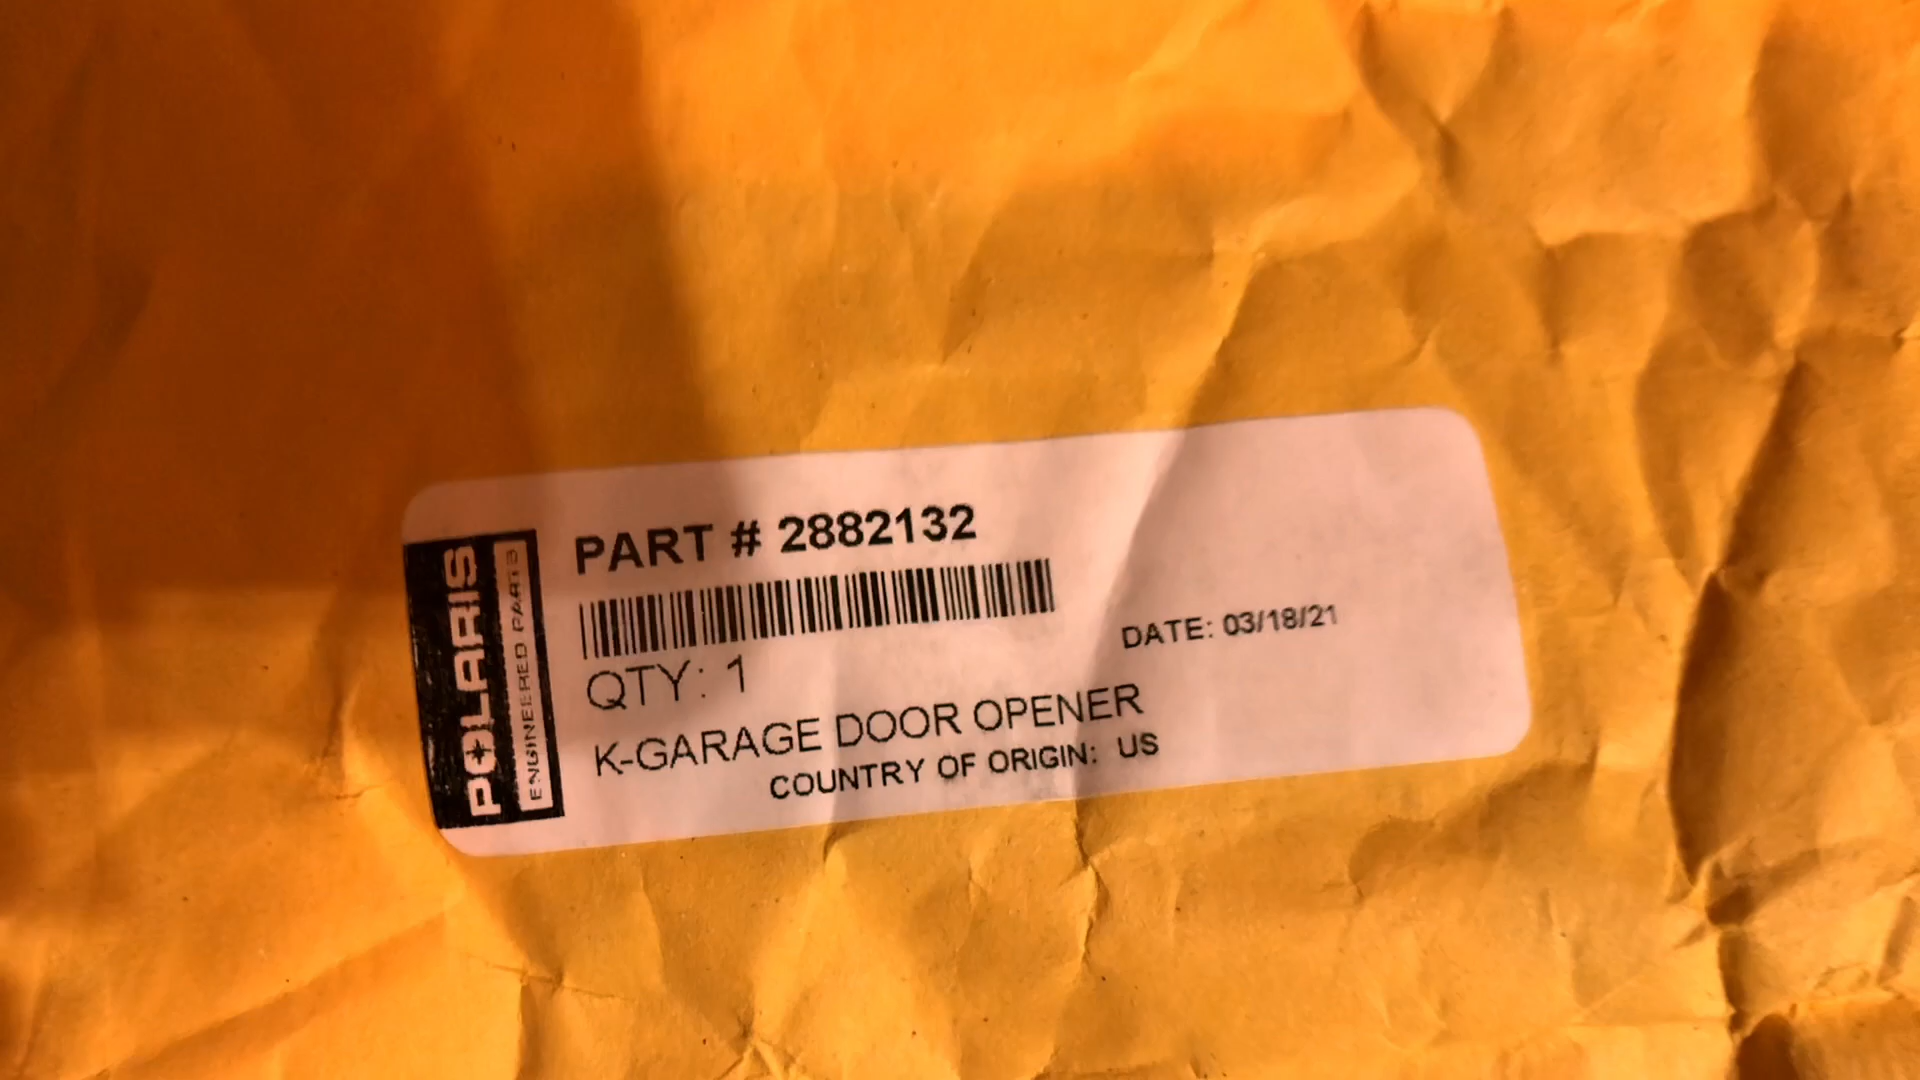 PART # 2882132
DATE: 03/18/21
QTY: 1
K-GARAGE DOOR OPENER
COUNTRY OF ORIGIN: US
POLARIS
ENGINEERED PARTS